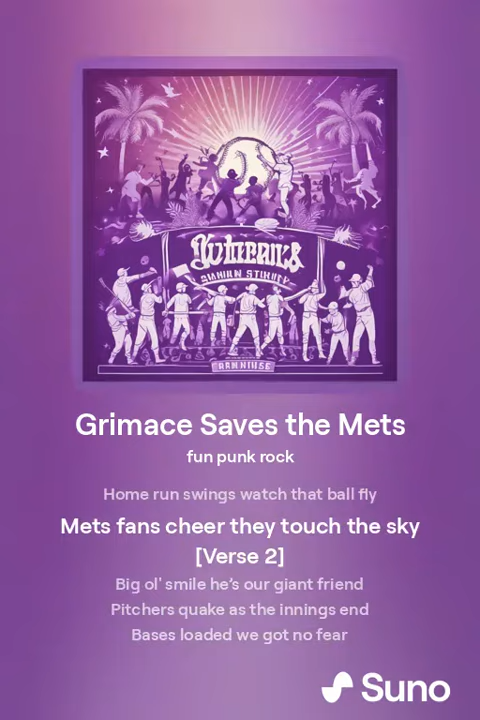 Grimace Saves the Mets
fun punk rock
Home run swings watch that ball fly
Mets fans cheer they touch the sky
[Verse 2]
Big ol' smile he's our giant friend
Pitchers quake as the innings end
Bases loaded we got no fear
Suno